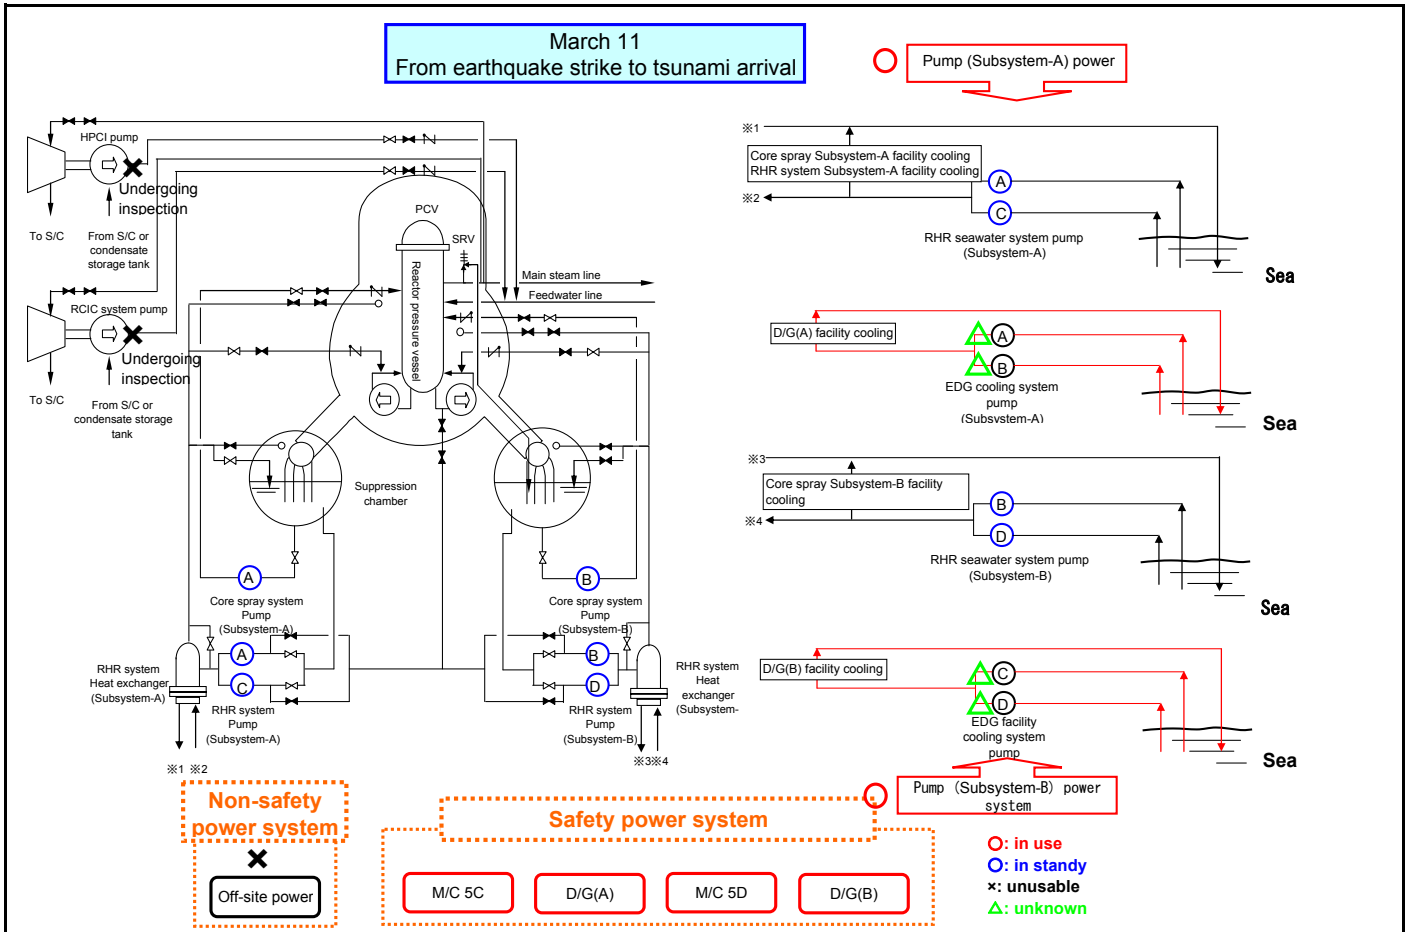 March 11
From earthquake strike to tsunami arrival
Pump (Subsystem-A) power
HPCI pump
Undergoing
inspection
To S/C
From S/C or
condensate
storage tank
RCIC system pump
Undergoing
inspection
To S/C
From S/C or
condensate storage
tank
PCV
SRV
Reactor pressure vessel
Main steam line
Feedwater line
Suppression
chamber
A
Core spray system
Pump
(Subsystem-A)
B
Core spray system
Pump
(Subsystem-B)
RHR system
Heat exchanger
(Subsystem-A)
A
C
RHR system
Pump
(Subsystem-A)
B
D
RHR system
Pump
(Subsystem-B)
RHR system
Heat
exchanger
(Subsystem-
※1 ※2
※3※4
※1
Core spray Subsystem-A facility cooling
RHR system Subsystem-A facility cooling
※2
A
C
RHR seawater system pump
(Subsystem-A)
Sea
D/G(A) facility cooling
A
B
EDG cooling system
pump
(Subsystem-A)
Sea
※3
Core spray Subsystem-B facility
cooling
※4
B
D
RHR seawater system pump
(Subsystem-B)
Sea
D/G(B) facility cooling
C
D
EDG facility
cooling system
pump
Sea
Pump (Subsystem-B) power
system
Non-safety
power system
Off-site power
Safety power system
M/C 5C
D/G(A)
M/C 5D
D/G(B)
○: in use
○: in standy
×: unusable
△: unknown